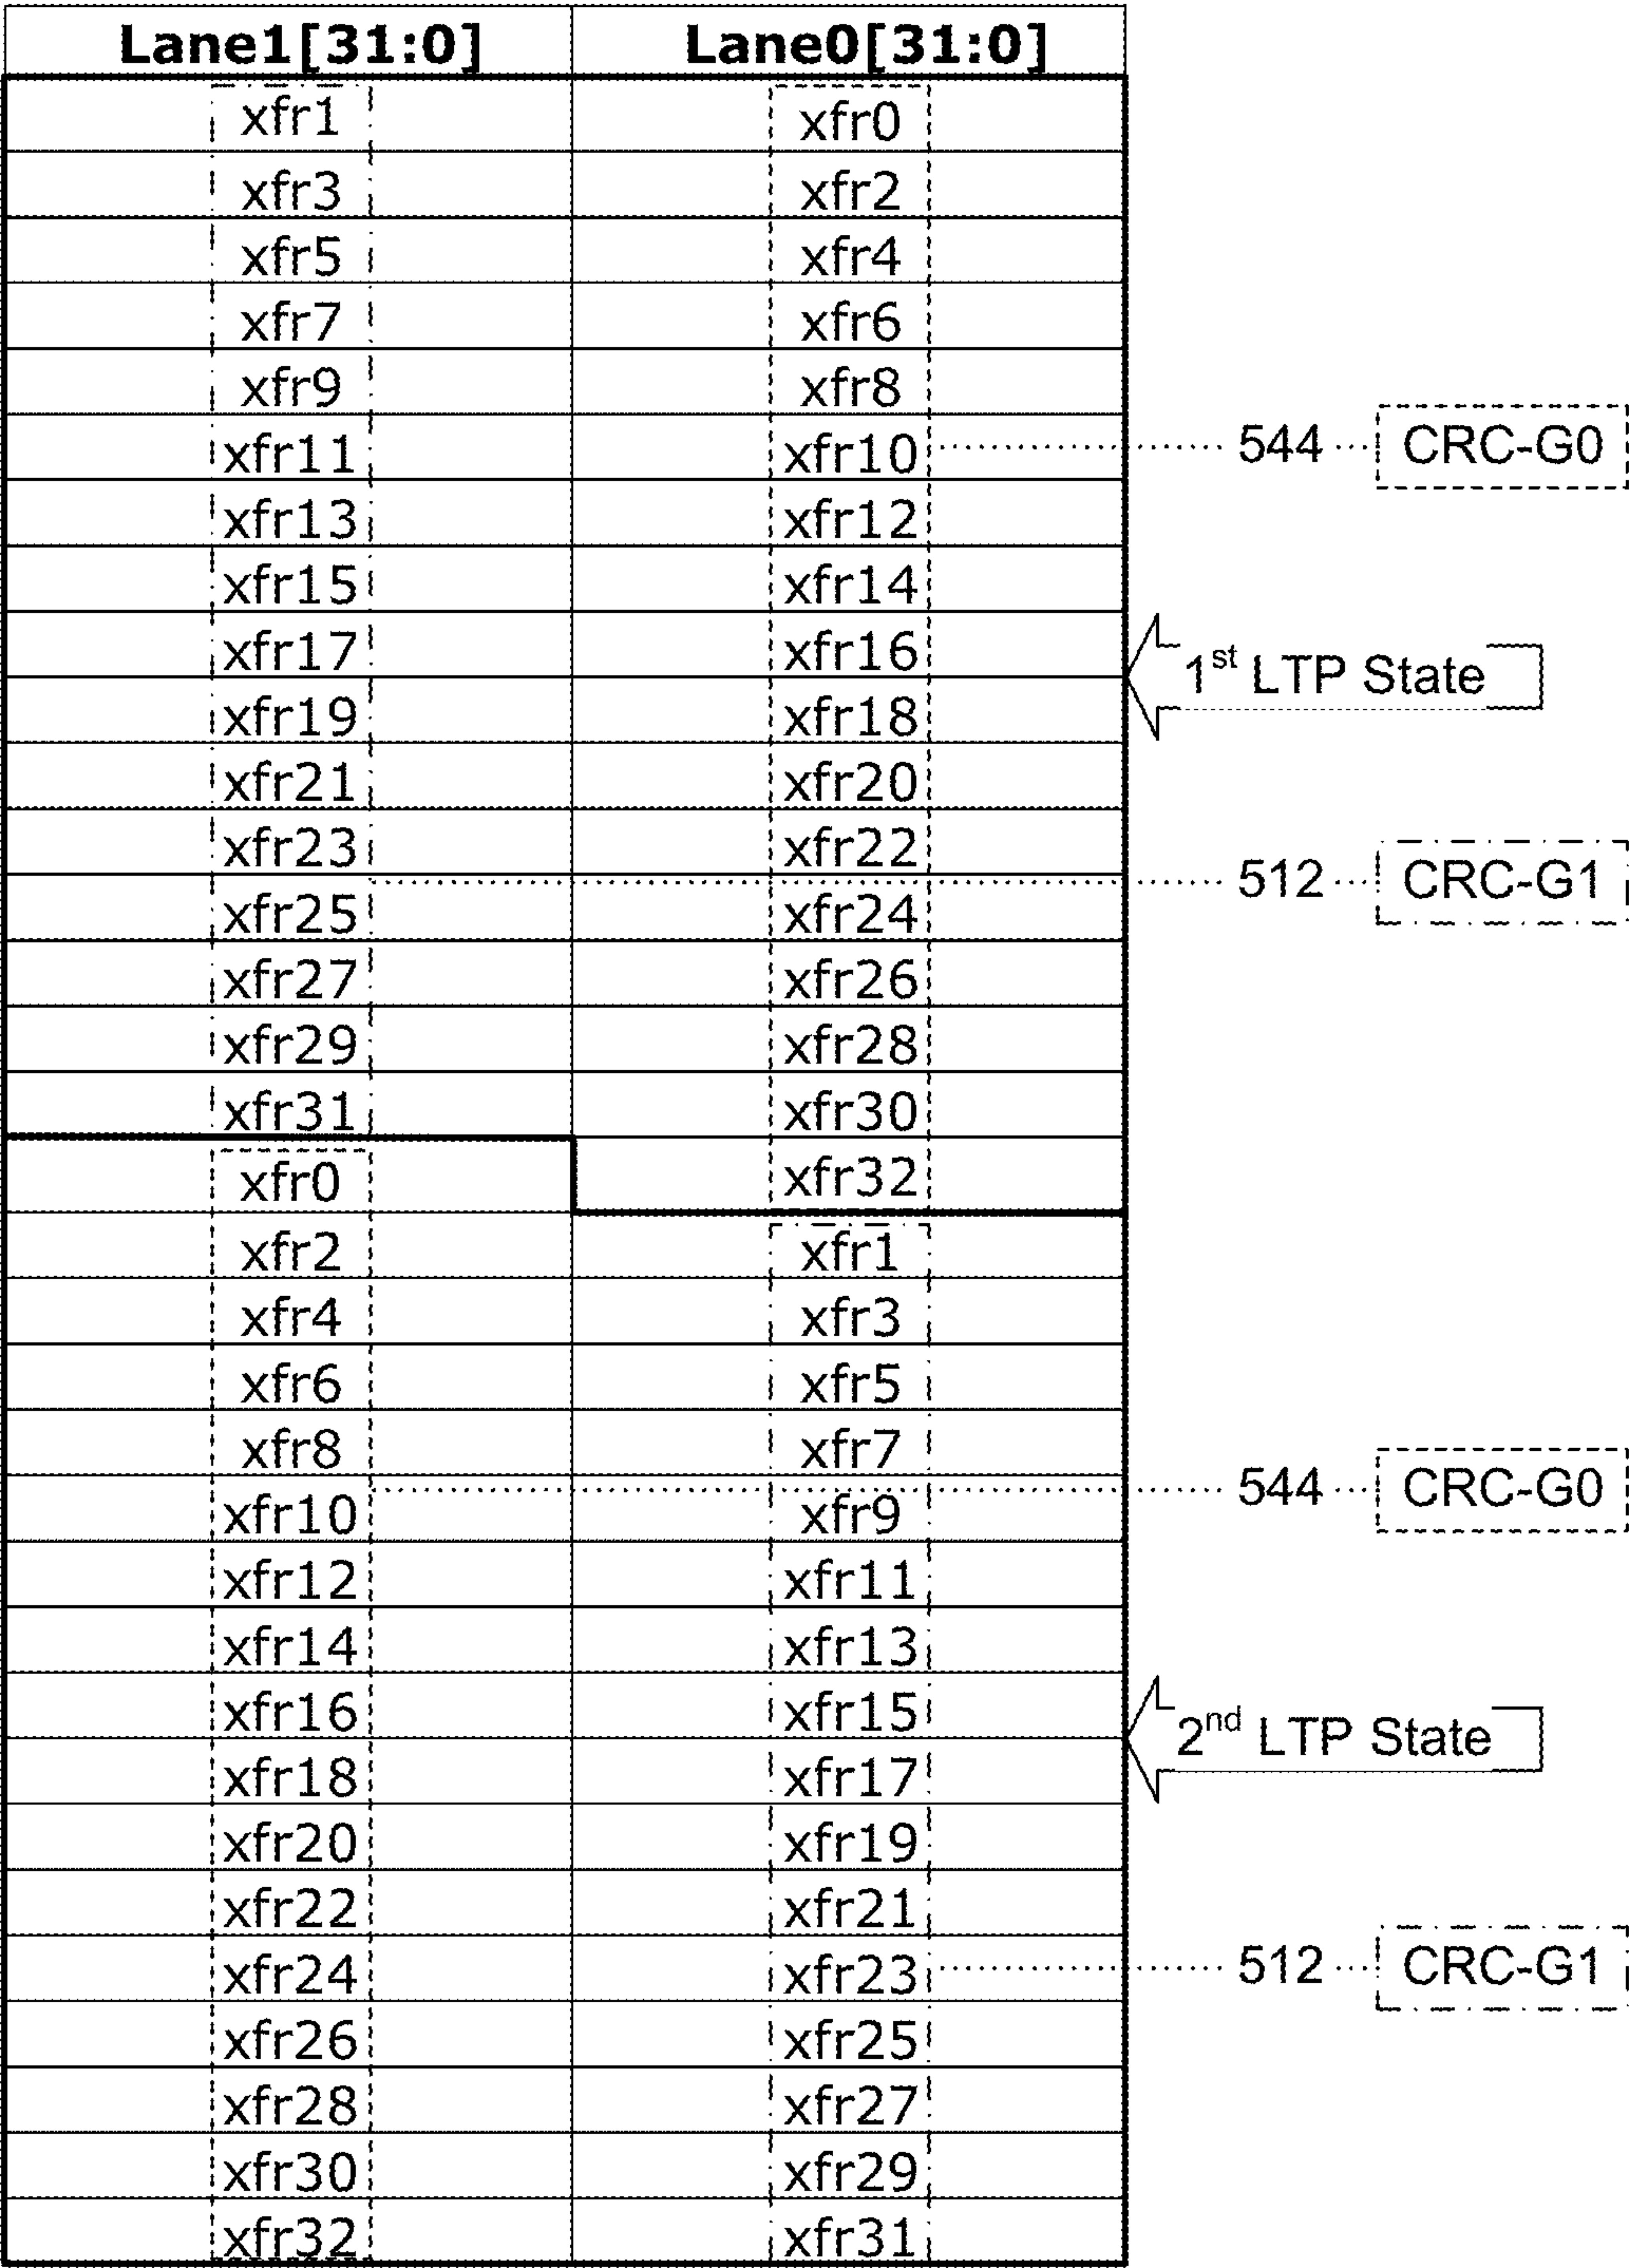 Lane1[31:0] Lane0[31:0]
xfr1 xfr0
xfr3 xfr2
xfr5 xfr4
xfr7 xfr6
xfr9 xfr8
xfr11 xfr10 544 CRC-G0
xfr13 xfr12
xfr15 xfr14
xfr17 xfr16
1st LTP State
xfr19 xfr18
xfr21 xfr20
xfr23 xfr22
512 CRC-G1
xfr25 xfr24
xfr27 xfr26
xfr29 xfr28
xfr31 xfr30
xfr0 xfr32
xfr2 xfr1
xfr4 xfr3
xfr6 xfr5
xfr8 xfr7
544 CRC-G0
xfr10 xfr9
xfr12 xfr11
xfr14 xfr13
xfr16 xfr15
2nd LTP State
xfr18 xfr17
xfr20 xfr19
xfr22 xfr21
xfr24 xfr23 512 CRC-G1
xfr26 xfr25
xfr28 xfr27
xfr30 xfr29
xfr32 xfr31